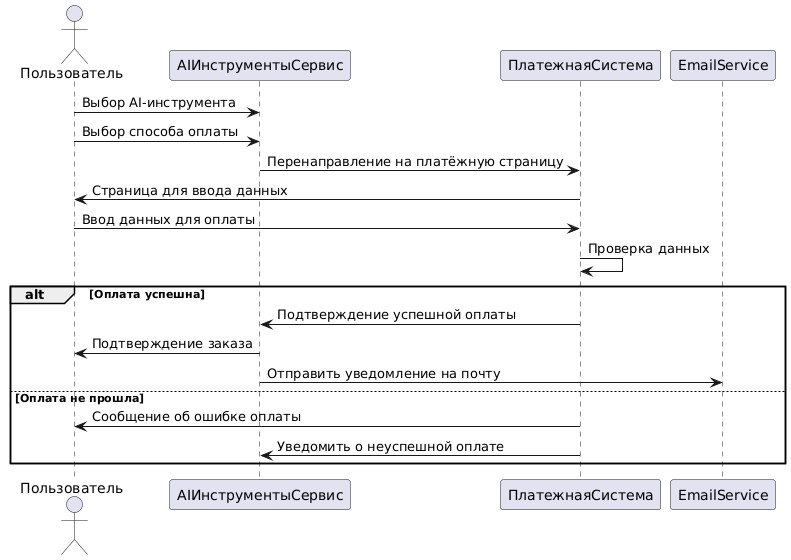 Пользователь
AIИнструментыСервис
ПлатежнаяСистема
EmailService
Выбор AI-инструмента
Выбор способа оплаты
Перенаправление на платёжную страницу
Страница для ввода данных
Ввод данных для оплаты
Проверка данных
alt
[Оплата успешна]
Подтверждение успешной оплаты
Подтверждение заказа
Отправить уведомление на почту
[Оплата не прошла]
Сообщение об ошибке оплаты
Уведомить о неуспешной оплате
Пользователь
AIИнструментыСервис
ПлатежнаяСистема
EmailService